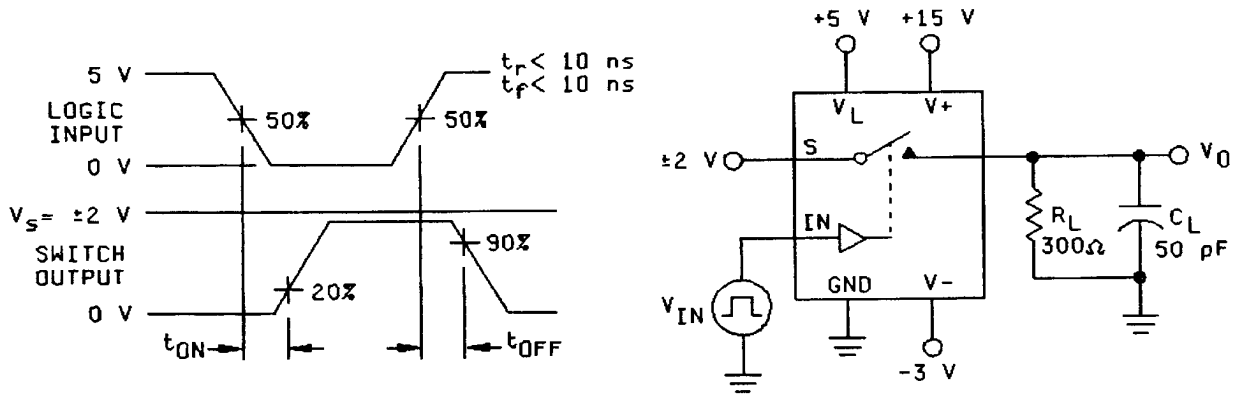 5 V
LOGIC
INPUT
0 V
50%
50%
tr< 10 ns
tf< 10 ns
Vs= ±2 V
SWITCH
OUTPUT
0 V
20%
90%
tON
tOFF
+5 V
+15 V
VL
V+
±2 V
S
IN
GND
V-
VIN
-3 V
VO
RL
300Ω
CL
50 pF